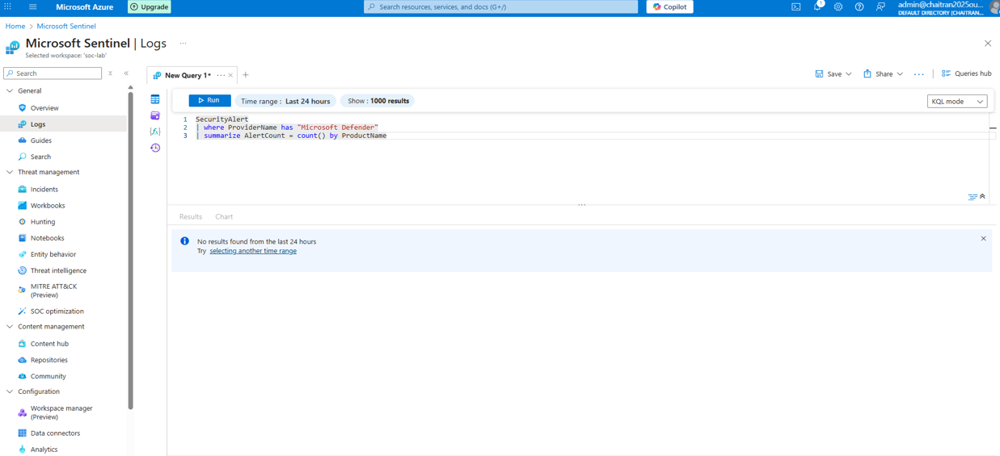 Microsoft Azure
Upgrade
Search resources, services, and docs (G+/)
Copilot
1
admin@chaitran2025ou...
DEFAULT DIRECTORY (CHAITRAN...
Home > Microsoft Sentinel
Microsoft Sentinel | Logs ...
Selected workspace: 'soc-lab'
Search
General
Overview
Logs
Guides
Search
Threat management
Incidents
Workbooks
Hunting
Notebooks
Entity behavior
Threat intelligence
MITRE ATT&CK
(Preview)
SOC optimization
Content management
Content hub
Repositories
Community
Configuration
Workspace manager
(Preview)
Data connectors
Analytics
New Query 1* ...
Save
Share
...
Queries hub
Run
Time range : Last 24 hours
Show : 1000 results
KQL mode
1 SecurityAlert
2 | where ProviderName has "Microsoft Defender"
3 | summarize AlertCount = count() by ProductName
...
Results Chart
No results found from the last 24 hours
Try selecting another time range